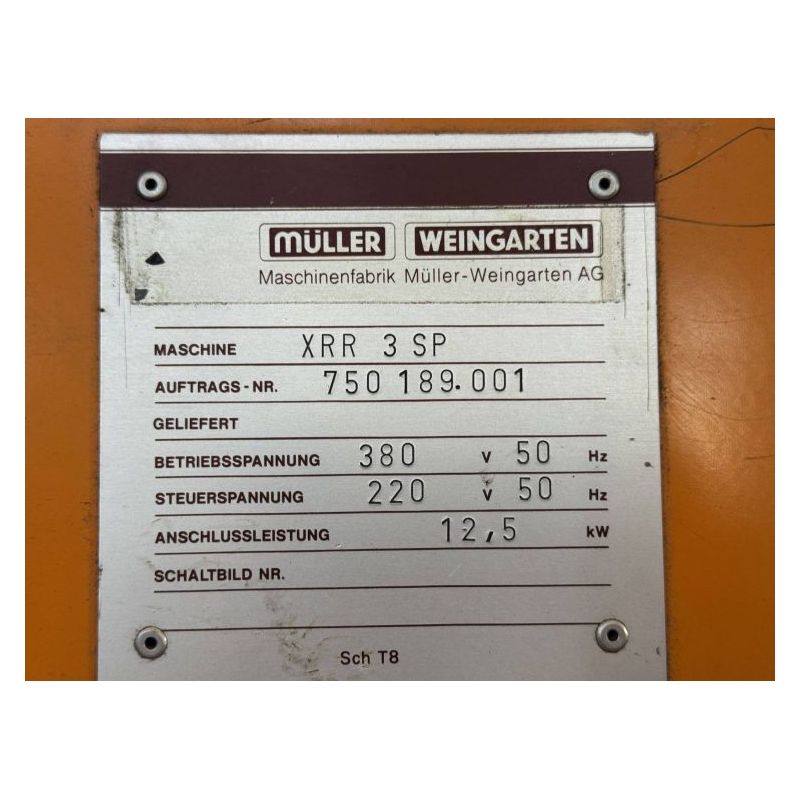 MÜLLER WEINGARTEN
Maschinenfabrik Müller-Weingarten AG
MASCHINE XRR 3 SP
AUFTRAGS-NR. 750 189.001
GELIEFERT
BETRIEBSSPANNUNG 380 V 50 Hz
STEUERSPANNUNG 220 V 50 Hz
ANSCHLUSSLEISTUNG 12,5 kW
SCHALTBILD NR.
Sch T8